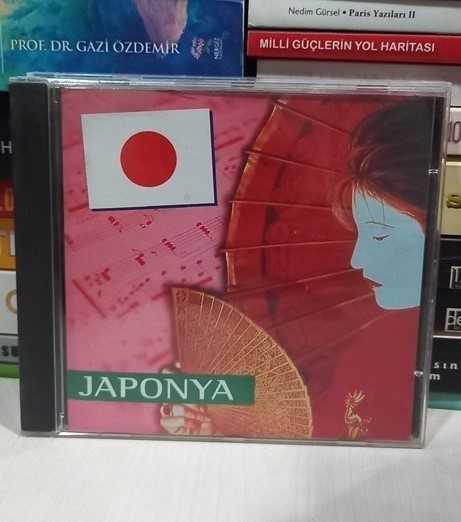 Nedim Gürsel • Paris Yazıları II
PROF. DR. GAZİ ÖZDEMİR
MİLLİ GÜÇLERİN YOL HARİTASI
JAPONYA